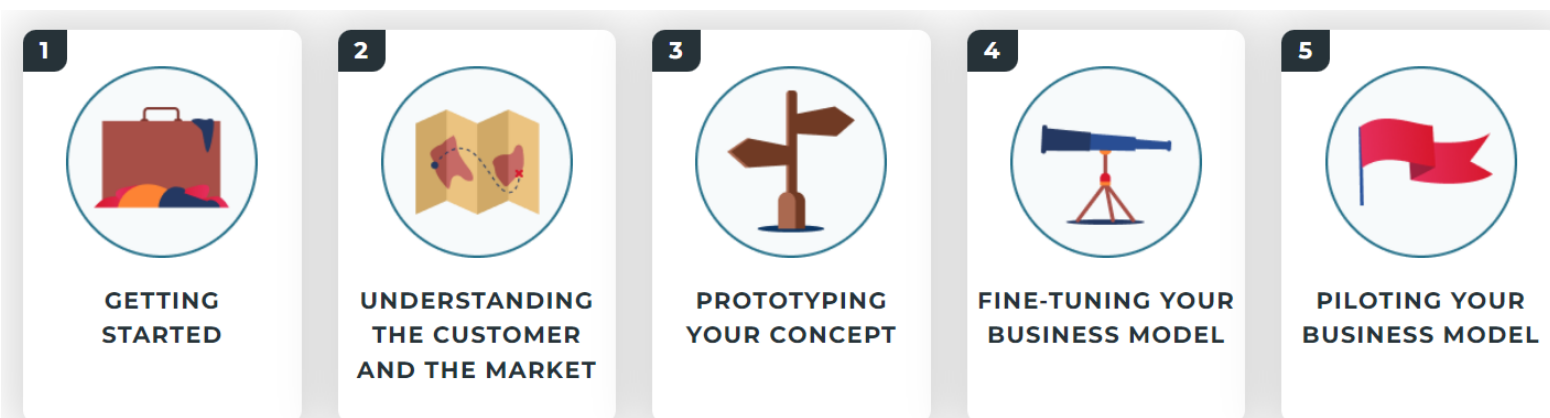 1
GETTING
STARTED
2
UNDERSTANDING
THE CUSTOMER
AND THE MARKET
3
PROTOTYPING
YOUR CONCEPT
4
FINE-TUNING YOUR
BUSINESS MODEL
5
PILOTING YOUR
BUSINESS MODEL